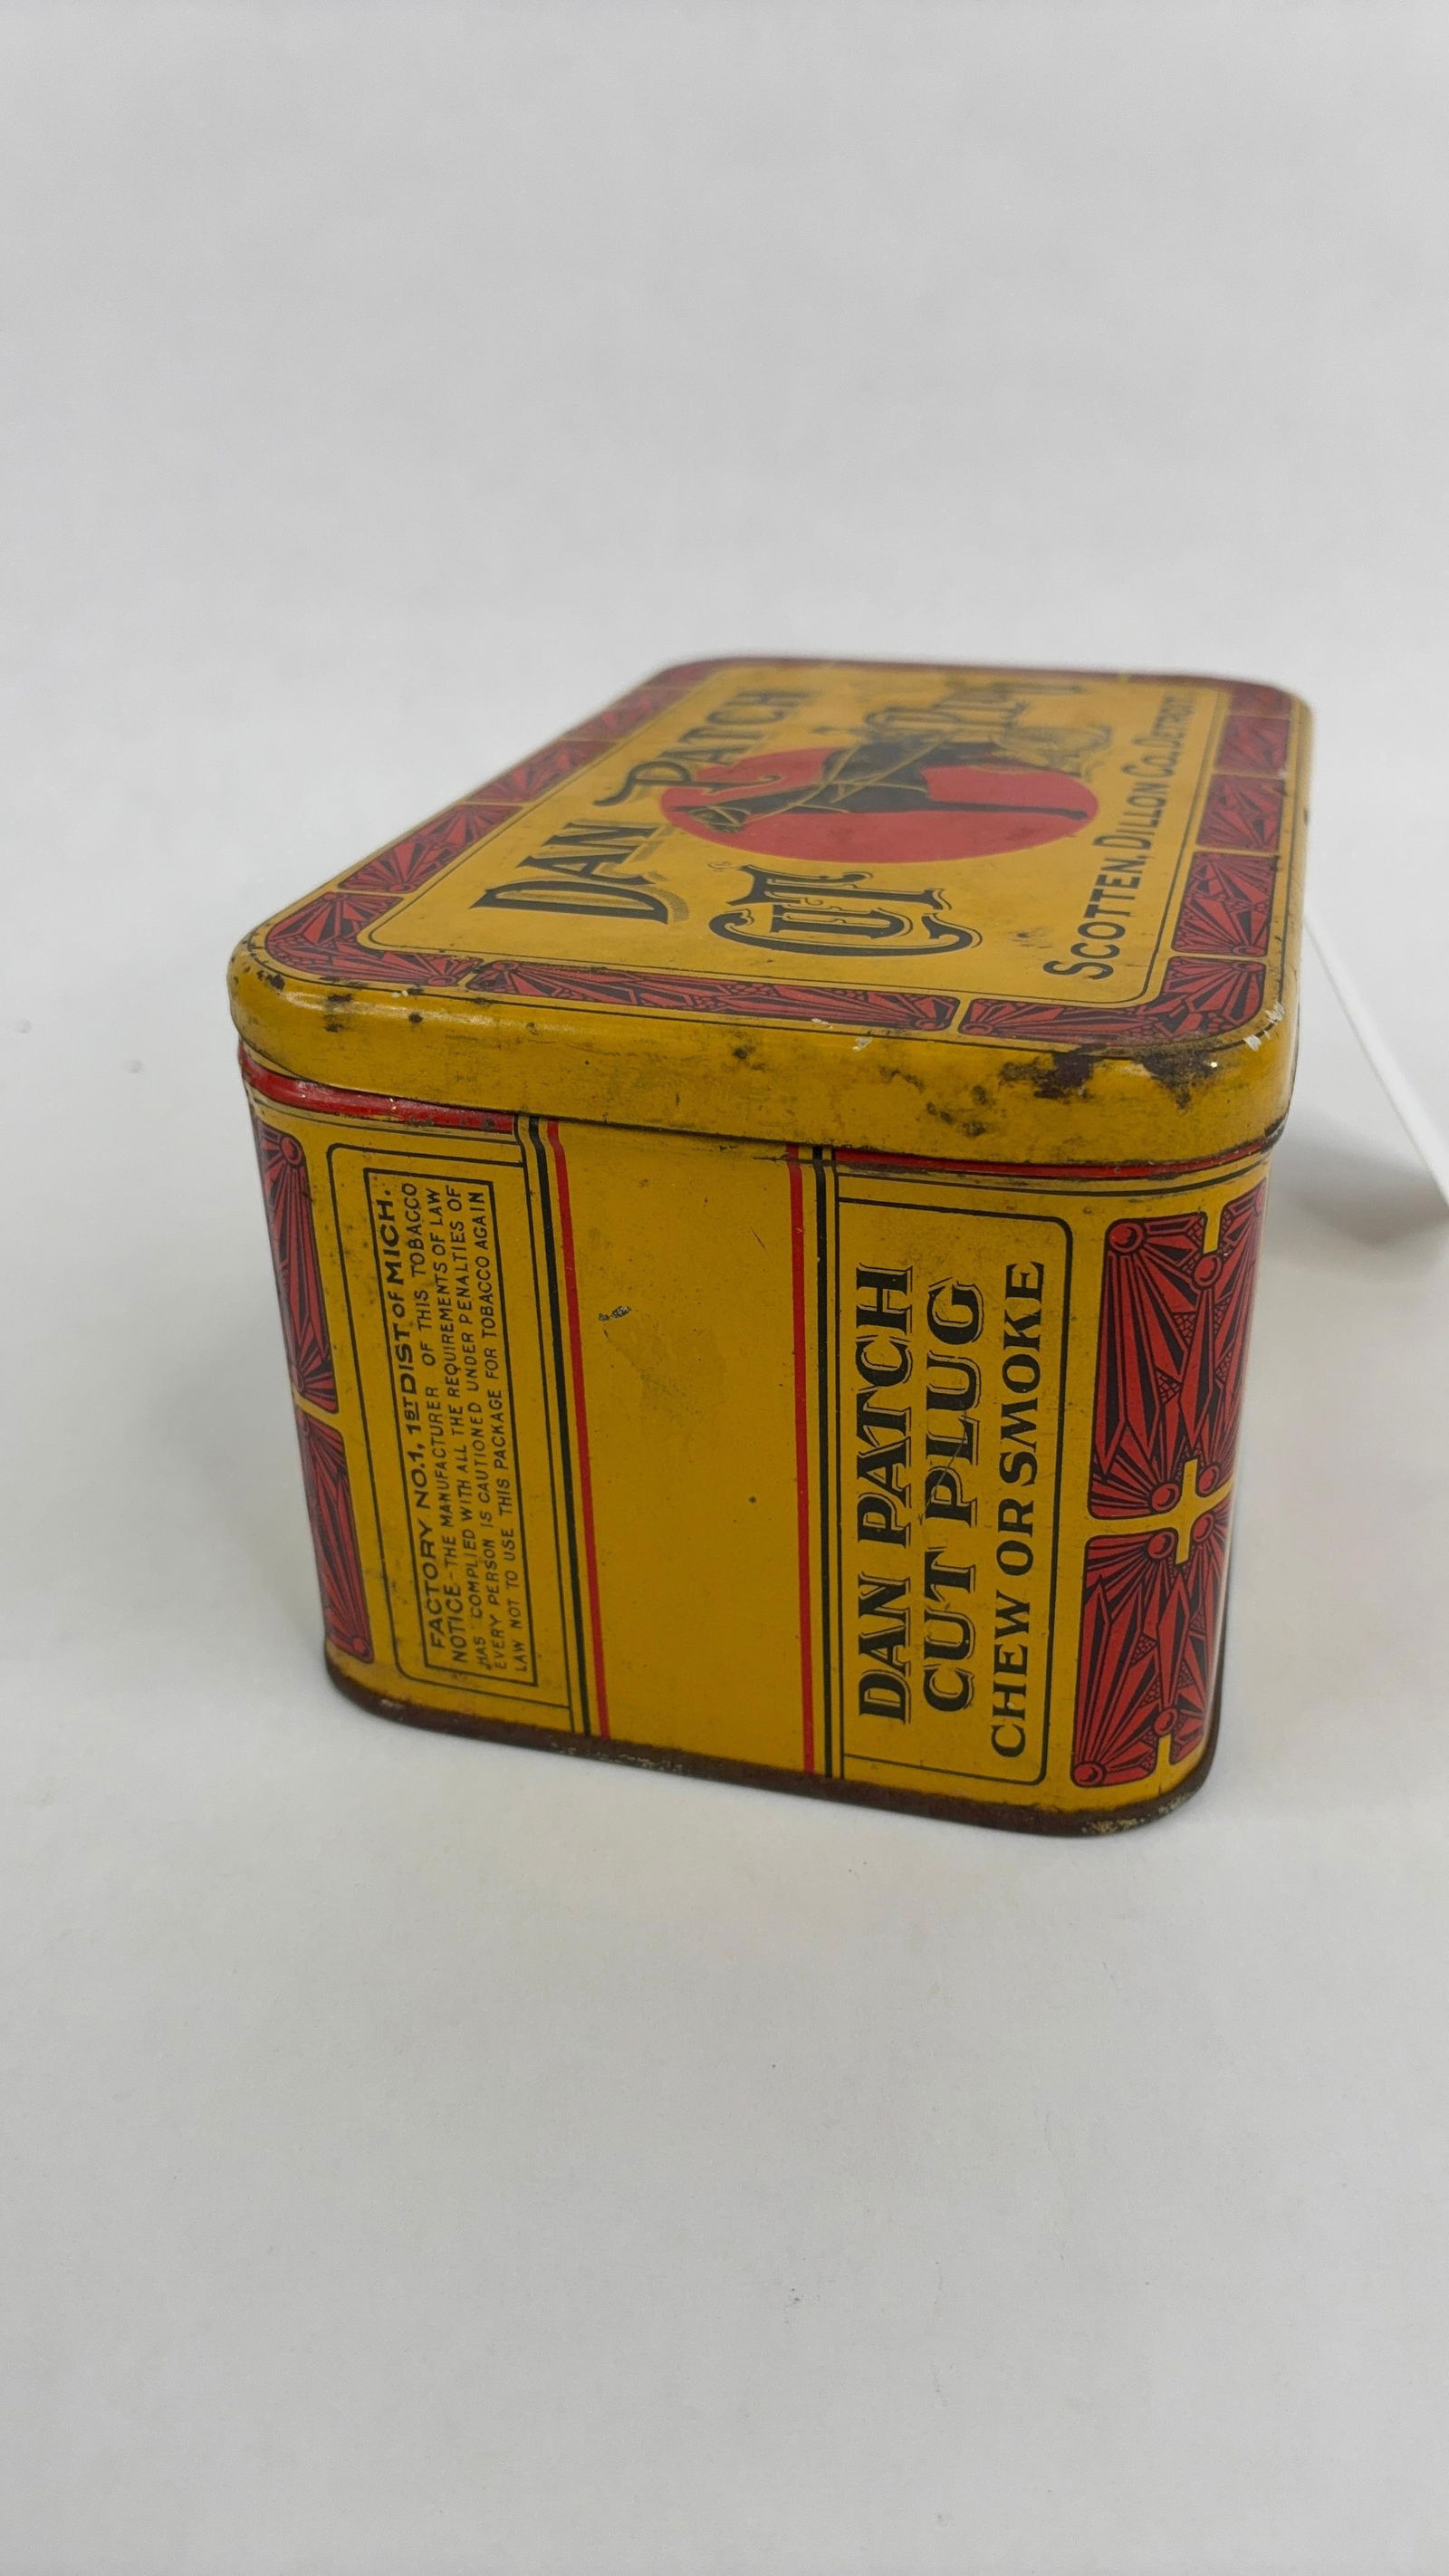 DAN PATCH
CUT PLUG
SCOTTEN, DILLON CO. DETROIT.
FACTORY NO. 1, 1ST DIST OF MICH.
NOTICE-THE MANUFACTURER OF THIS TOBACCO
HAS COMPLIED WITH ALL THE REQUIREMENTS OF LAW
EVERY PERSON IS CAUTIONED UNDER PENALTIES OF
LAW NOT TO USE THIS PACKAGE FOR TOBACCO AGAIN
DAN PATCH
CUT PLUG
CHEW OR SMOKE